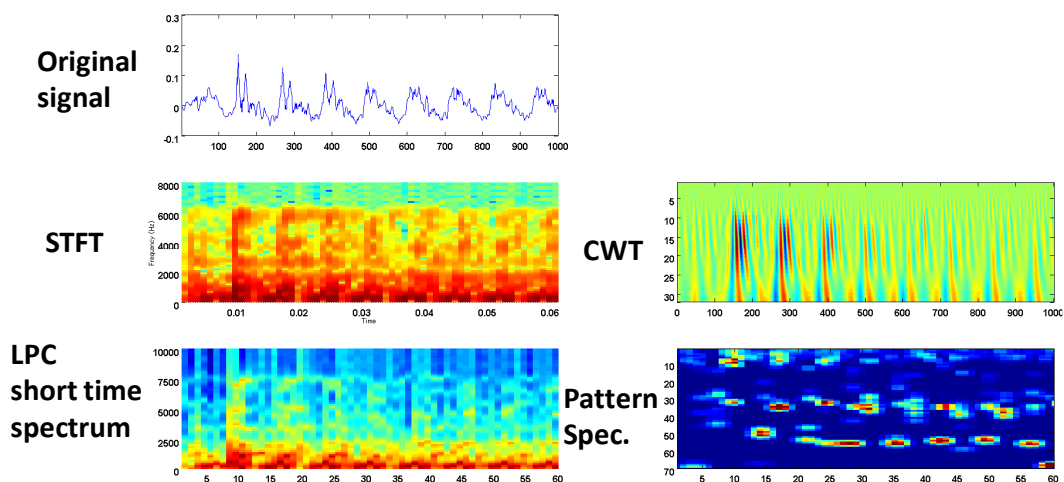 Original
signal
0.3
0.2
0.1
0
-0.1
100 200 300 400 500 600 700 800 900 1000
STFT
Frequency (Hz)
8000
6000
4000
2000
0
0.01 0.02 0.03 0.04 0.05 0.06
Time
CWT
5
10
15
20
25
30
100 200 300 400 500 600 700 800 900 1000
LPC
short time
spectrum
10000
7500
5000
2500
0
5 10 15 20 25 30 35 40 45 50 55 60
Pattern
Spec.
10
20
30
40
50
60
70
5 10 15 20 25 30 35 40 45 50 55 60